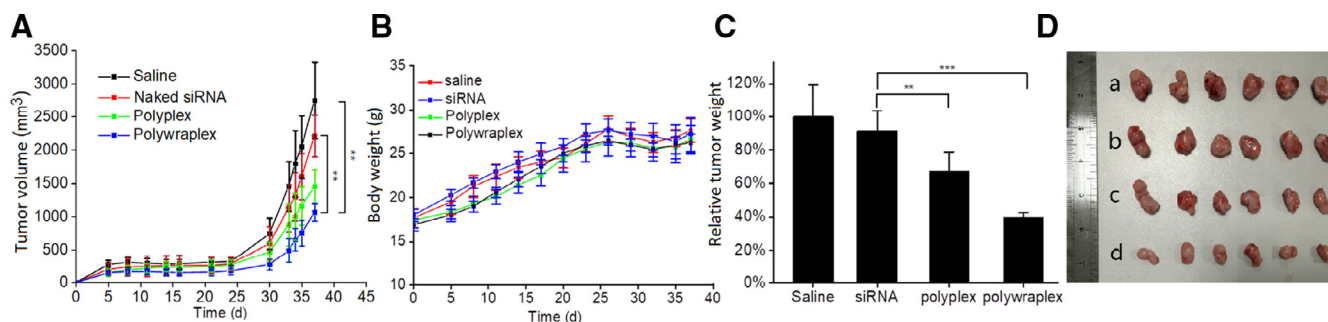 A
Tumor volume (mm³)
3500
3000
2500
2000
1500
1000
500
0
Saline
Naked siRNA
Polyplex
Polywraplex
**
**
0 5 10 15 20 25 30 35 40 45
Time (d)
B
Body weight (g)
35
30
25
20
15
10
saline
siRNA
Polyplex
Polywraplex
0 5 10 15 20 25 30 35 40
Time (d)
C
Relative tumor weight
120%
100%
80%
60%
40%
20%
0%
***
**
Saline siRNA polyplex polywraplex
D
a
b
c
d